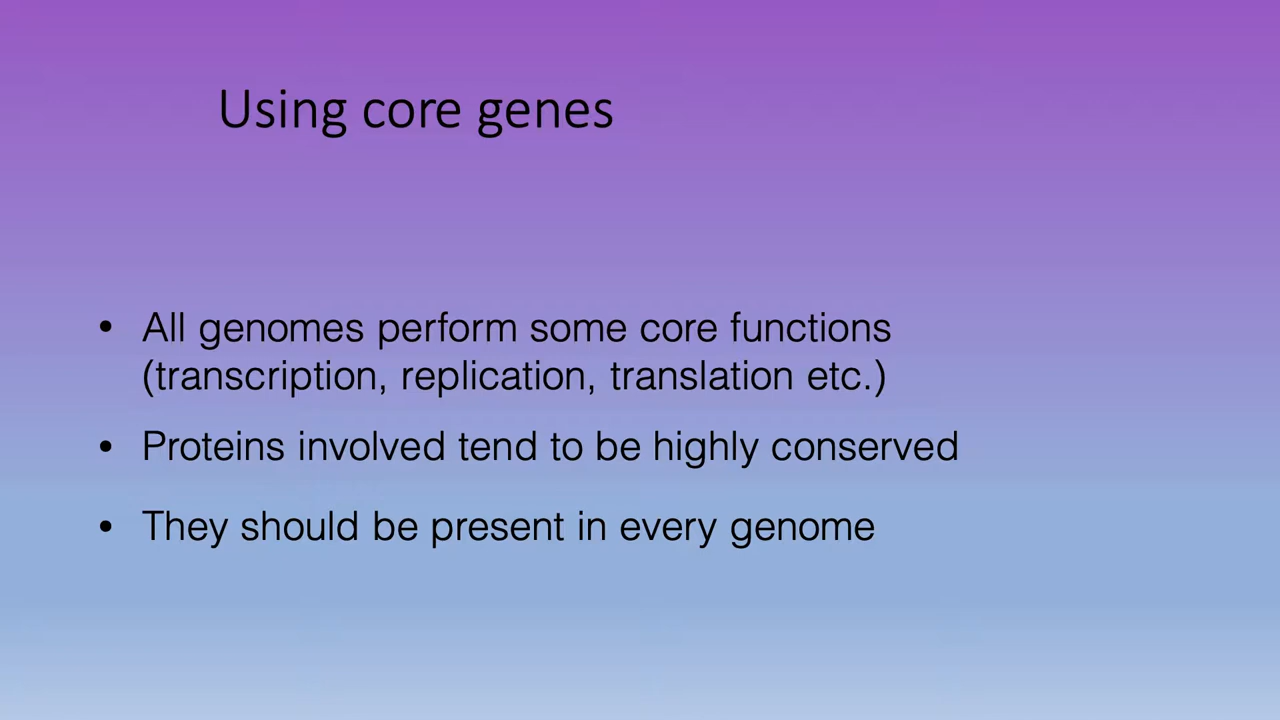 Using core genes
• All genomes perform some core functions
(transcription, replication, translation etc.)
• Proteins involved tend to be highly conserved
• They should be present in every genome